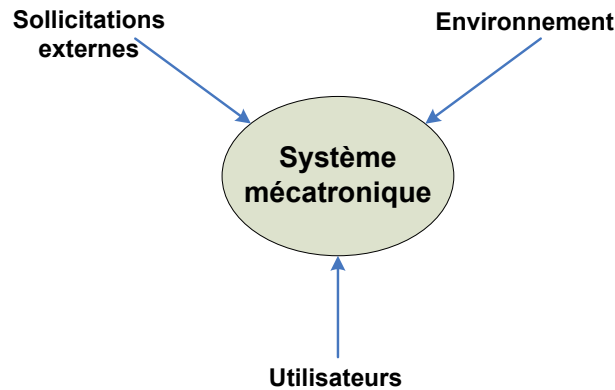 Sollicitations
externes
Environnement
Système
mécatronique
Utilisateurs